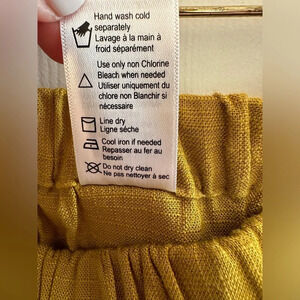 Hand wash cold
separately
Lavage à la main à
froid séparément
Use only non Chlorine
Bleach when needed
Utiliser uniquement du
chlore non Blanchir si
nécessaire
Line dry
Ligne sèche
Cool iron if needed
Repasser au fer au
besoin
Do not dry clean
Ne pas nettoyer à sec